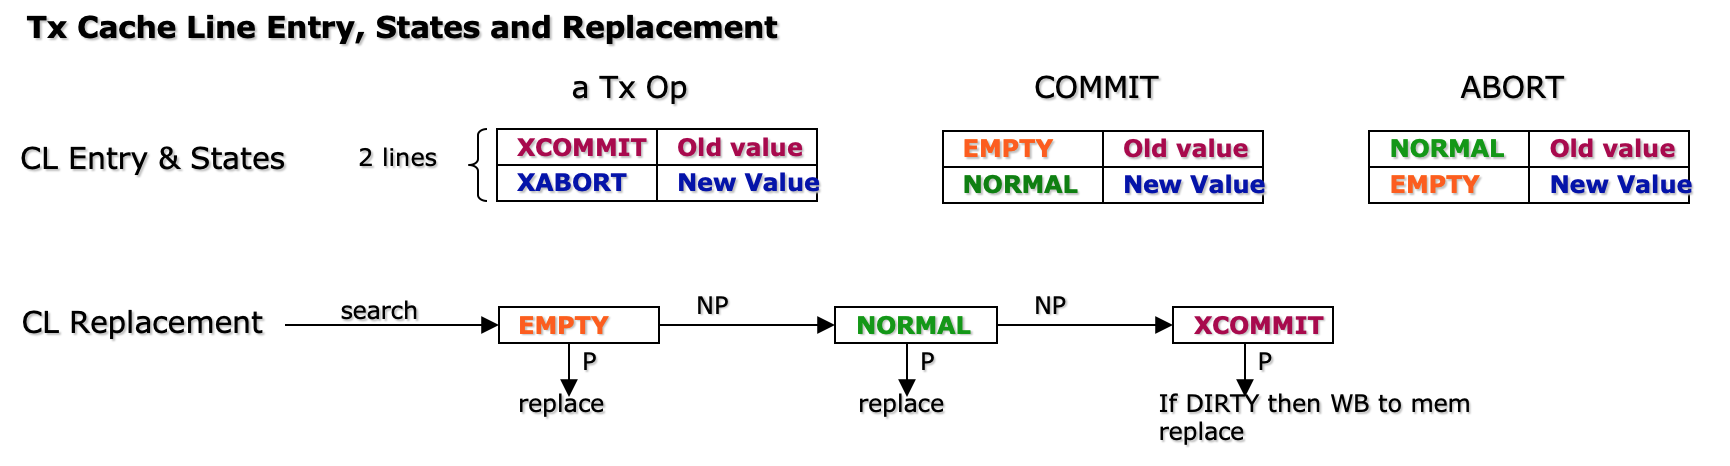 Tx Cache Line Entry, States and Replacement
a Tx Op
COMMIT
ABORT
CL Entry & States
2 lines
XCOMMIT Old value
XABORT New Value
EMPTY Old value
NORMAL New Value
NORMAL Old value
EMPTY New Value
CL Replacement
search
EMPTY
NP
NORMAL
NP
XCOMMIT
P
P
P
replace
replace
If DIRTY then WB to mem
replace